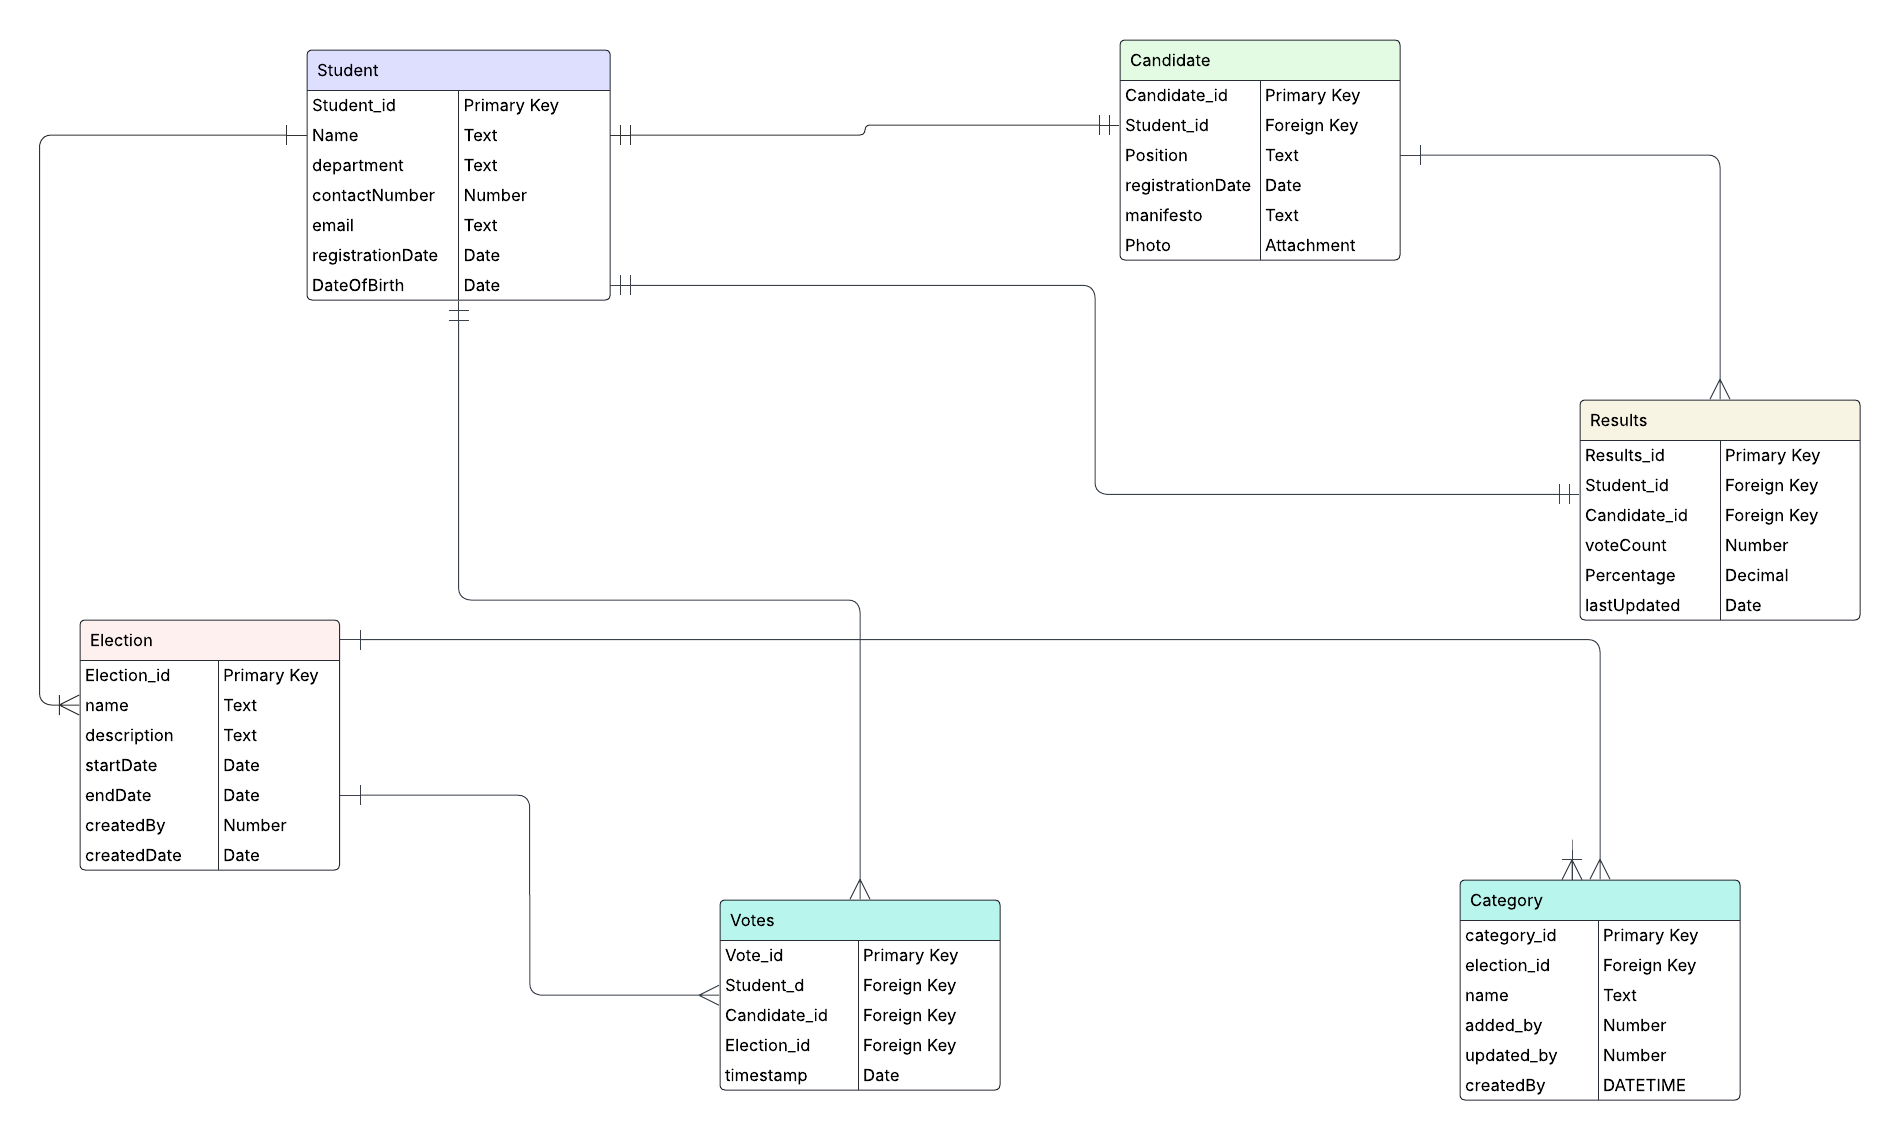 Student
Student_id Primary Key
Name Text
department Text
contactNumber Number
email Text
registrationDate Date
DateOfBirth Date
Candidate
Candidate_id Primary Key
Student_id Foreign Key
Position Text
registrationDate Date
manifesto Text
Photo Attachment
Results
Results_id Primary Key
Student_id Foreign Key
Candidate_id Foreign Key
voteCount Number
Percentage Decimal
lastUpdated Date
Election
Election_id Primary Key
name Text
description Text
startDate Date
endDate Date
createdBy Number
createdDate Date
Votes
Vote_id Primary Key
Student_d Foreign Key
Candidate_id Foreign Key
Election_id Foreign Key
timestamp Date
Category
category_id Primary Key
election_id Foreign Key
name Text
added_by Number
updated_by Number
createdBy DATETIME